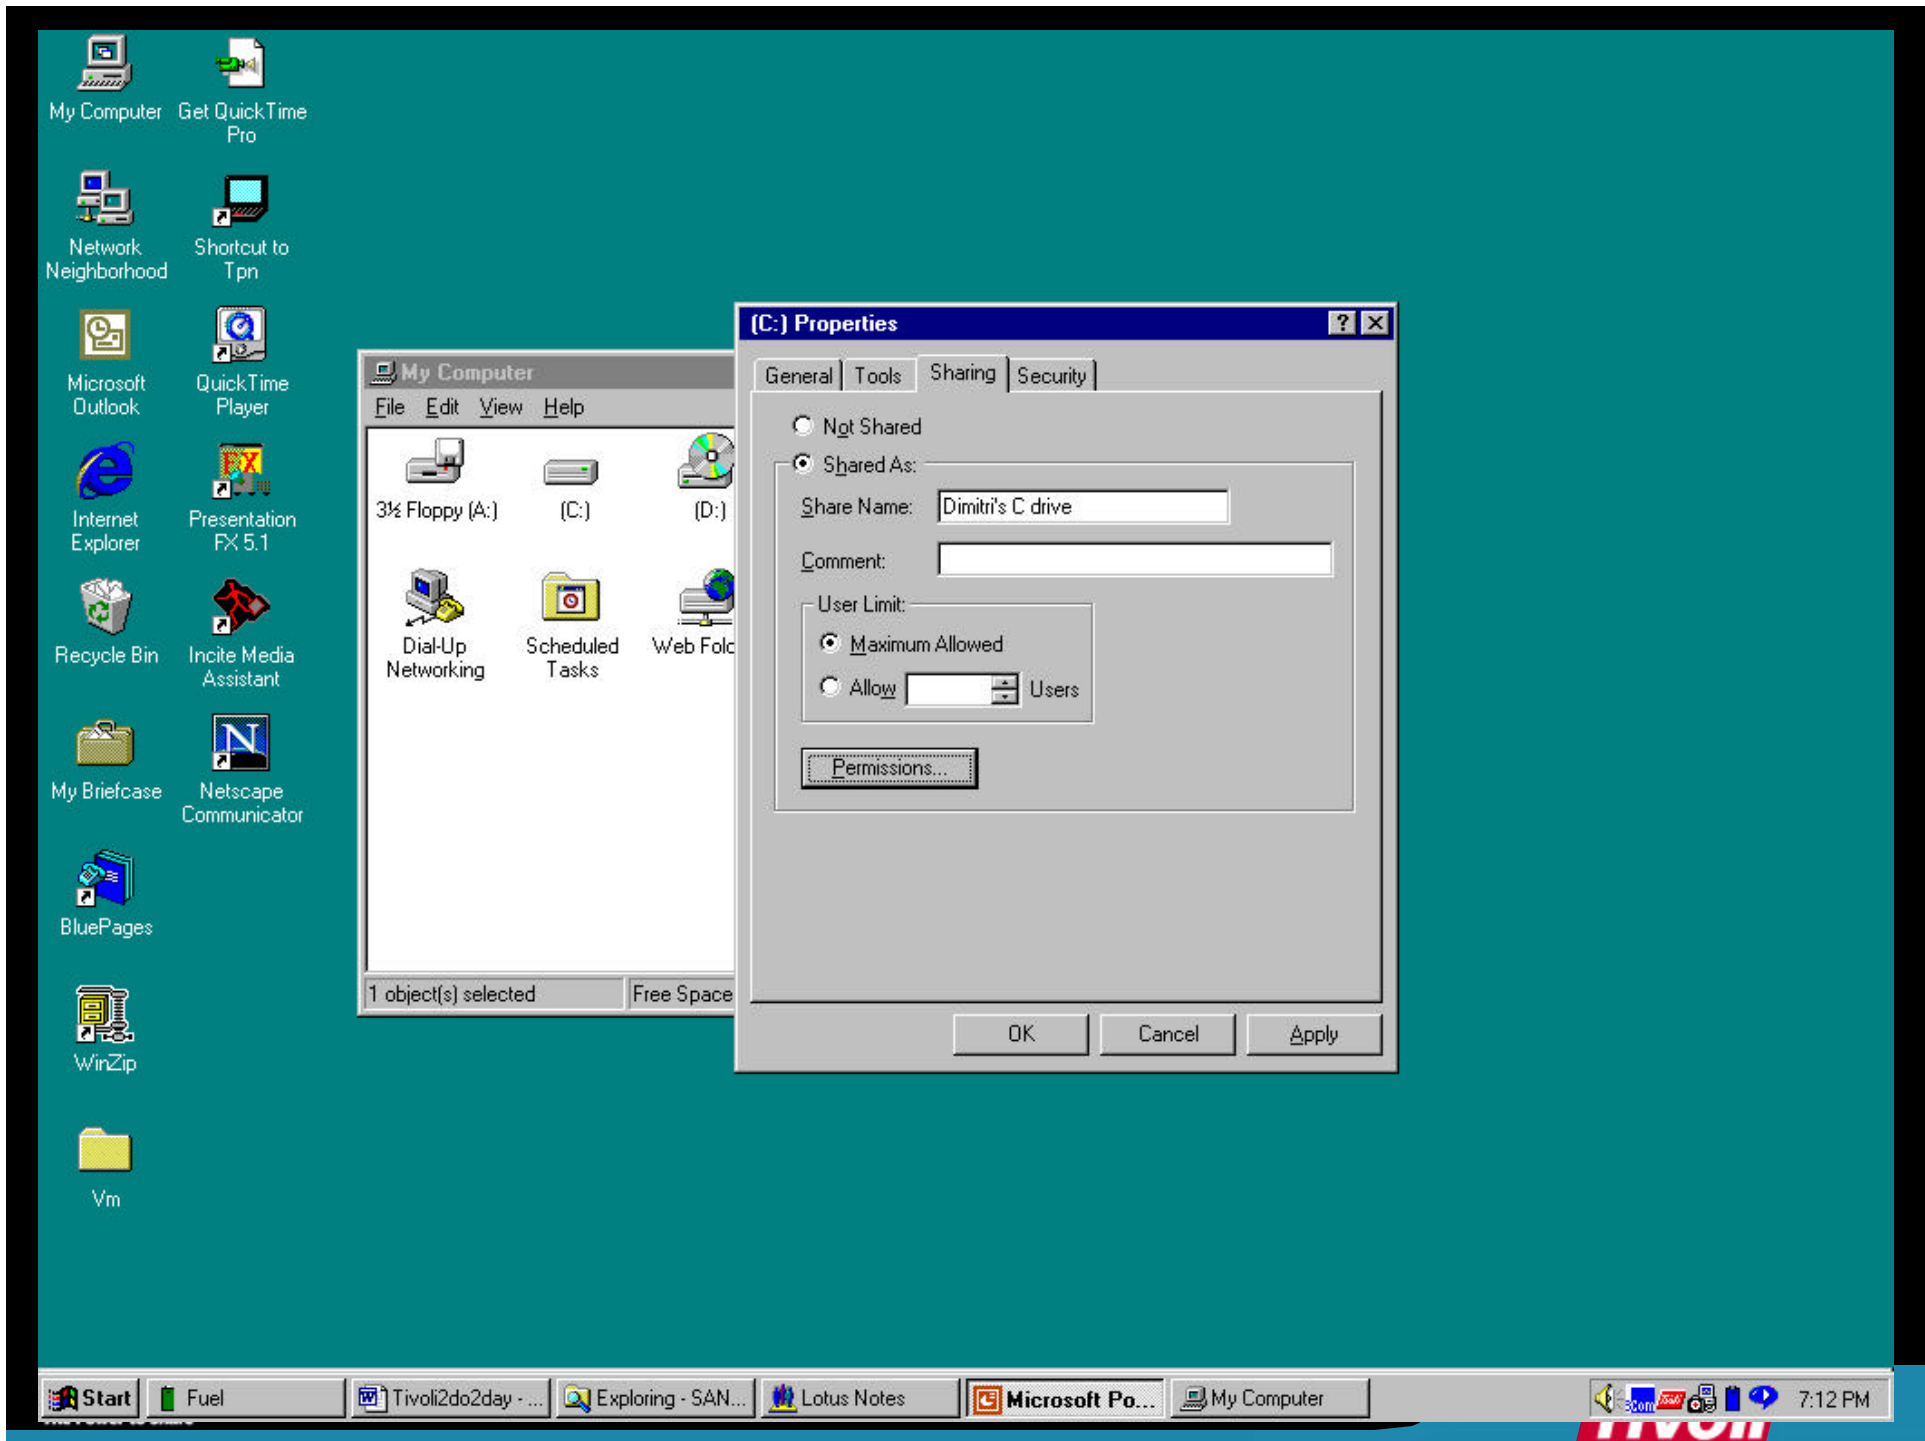 My Computer
Get QuickTime
Pro
Network
Neighborhood
Shortcut to
Tpn
Microsoft
Outlook
QuickTime
Player
Internet
Explorer
Presentation
FX 5.1
Recycle Bin
Incite Media
Assistant
My Briefcase
Netscape
Communicator
BluePages
WinZip
Vm
My Computer
File Edit View Help
3½ Floppy (A:)
(C:)
(D:)
Dial-Up
Networking
Scheduled
Tasks
Web Fold
1 object(s) selected
Free Space
(C:) Properties
General Tools Sharing Security
Not Shared
Shared As:
Share Name: Dimitri's C drive
Comment:
User Limit:
Maximum Allowed
Allow Users
Permissions...
OK Cancel Apply
Start Fuel Tivoli2do2day - ... Exploring - SAN... Lotus Notes Microsoft Po... My Computer 7:12 PM
Tivoli